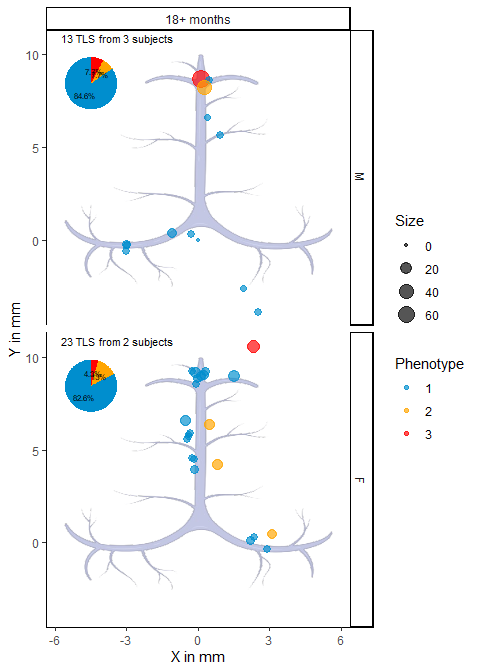 18+ months
13 TLS from 3 subjects
84.6%
10
5
0
M
23 TLS from 2 subjects
82.6%
10
5
0
F
-6
-3
0
3
6
X in mm
Y in mm
Size
0
20
40
60
Phenotype
1
2
3